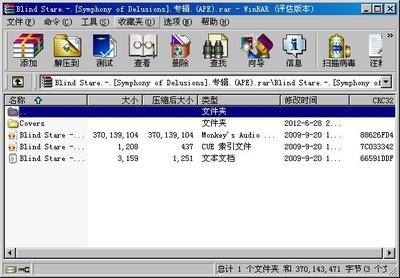 Blind Stare.-.[Symphony of Delusions].专辑.(APE).rar - WinRAR (评估版本)
文件(F) 命令(C) 工具(S) 收藏夹(O) 选项(N) 帮助(H)
添加 解压到 测试 查看 删除 查找 向导 信息 扫描病毒 注释
Blind Stare.-.[Symphony of Delusions].专辑.(APE).rar\Blind Stare.-.[Symphony of
名称 大小 压缩后大小 类型 修改时间 CRC32
.. 文件夹
Covers 文件夹 2012-6-28 2...
Blind Stare -... 370,139,104 370,139,104 Monkey's Audio ... 2009-9-20 1... 88626FD4
Blind Stare -... 1,208 437 CUE 索引文件 2009-9-20 1... 7C033342
Blind Stare -... 3,159 1,251 文本文档 2009-9-20 1... 66591DDF
总计 1 个文件夹 和 370,143,471 字节(3 个